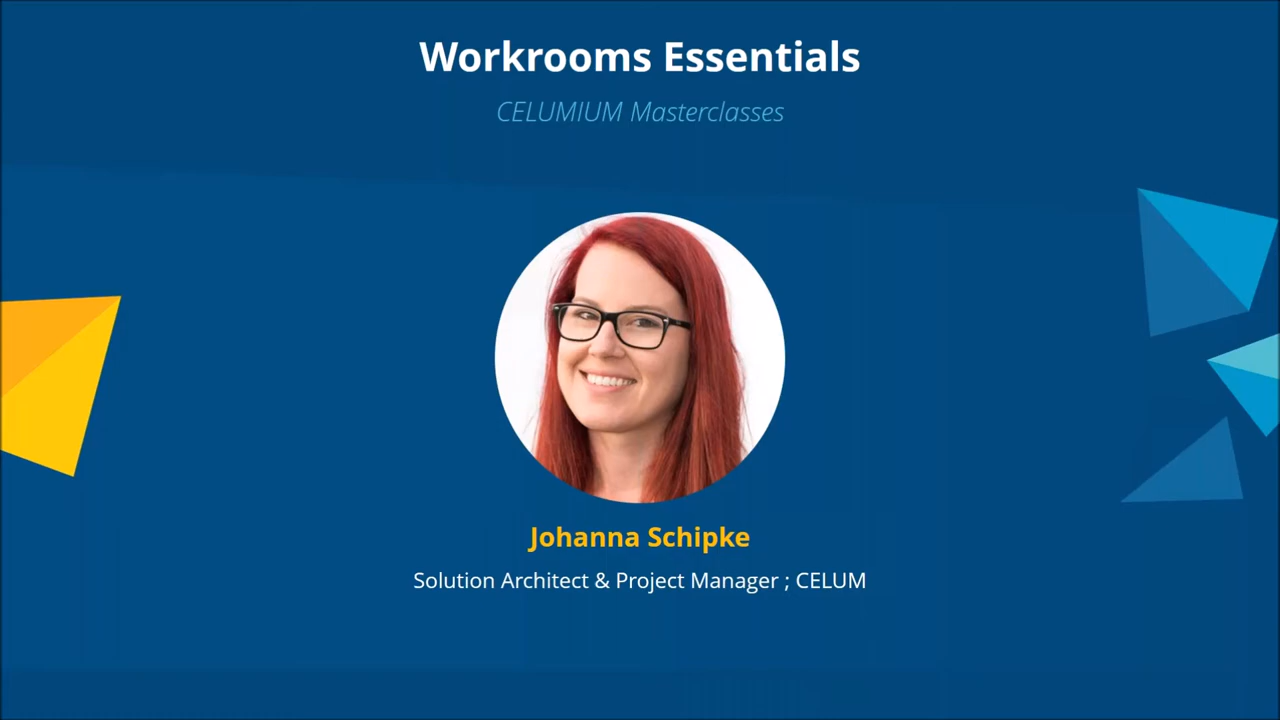 Workrooms Essentials
CELUMIUM Masterclasses
Johanna Schipke
Solution Architect & Project Manager ; CELUM